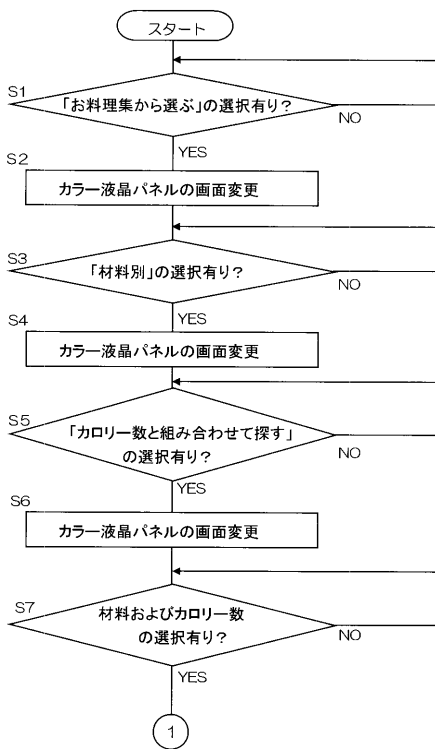 スタート
S1
「お料理集から選ぶ」の選択有り?
NO
YES
S2
カラー液晶パネルの画面変更
S3
「材料別」の選択有り?
NO
YES
S4
カラー液晶パネルの画面変更
S5
「カロリー数と組み合わせて探す」
の選択有り?
NO
YES
S6
カラー液晶パネルの画面変更
S7
材料およびカロリー数
の選択有り?
NO
YES
1